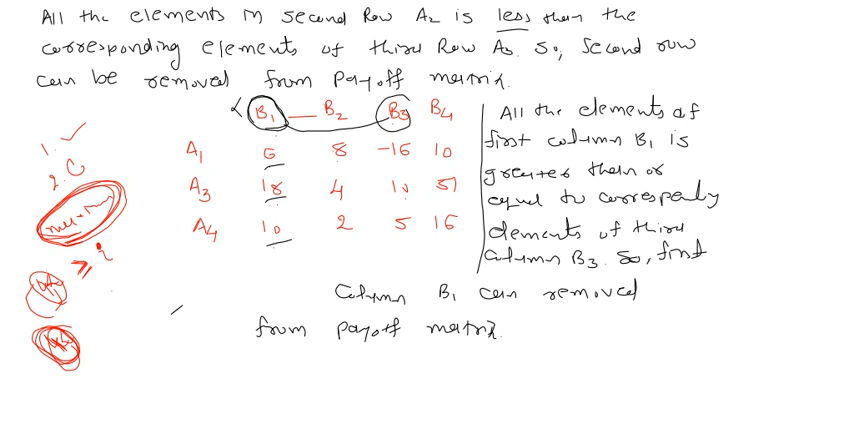 All the elements in second Row A2 is less than the
corresponding elements of third Row A3. So, second row
can be removed from payoff matrix.
B1 B2 B3 B4
A1 6 8 -16 10
A3 18 4 10 51
A4 10 2 5 16
All the elements of
first column B1 is
greater than or
equal to
elements of third
column B3. So, first
Column B1 can removed
from payoff matrix.
1. ✓
2. C